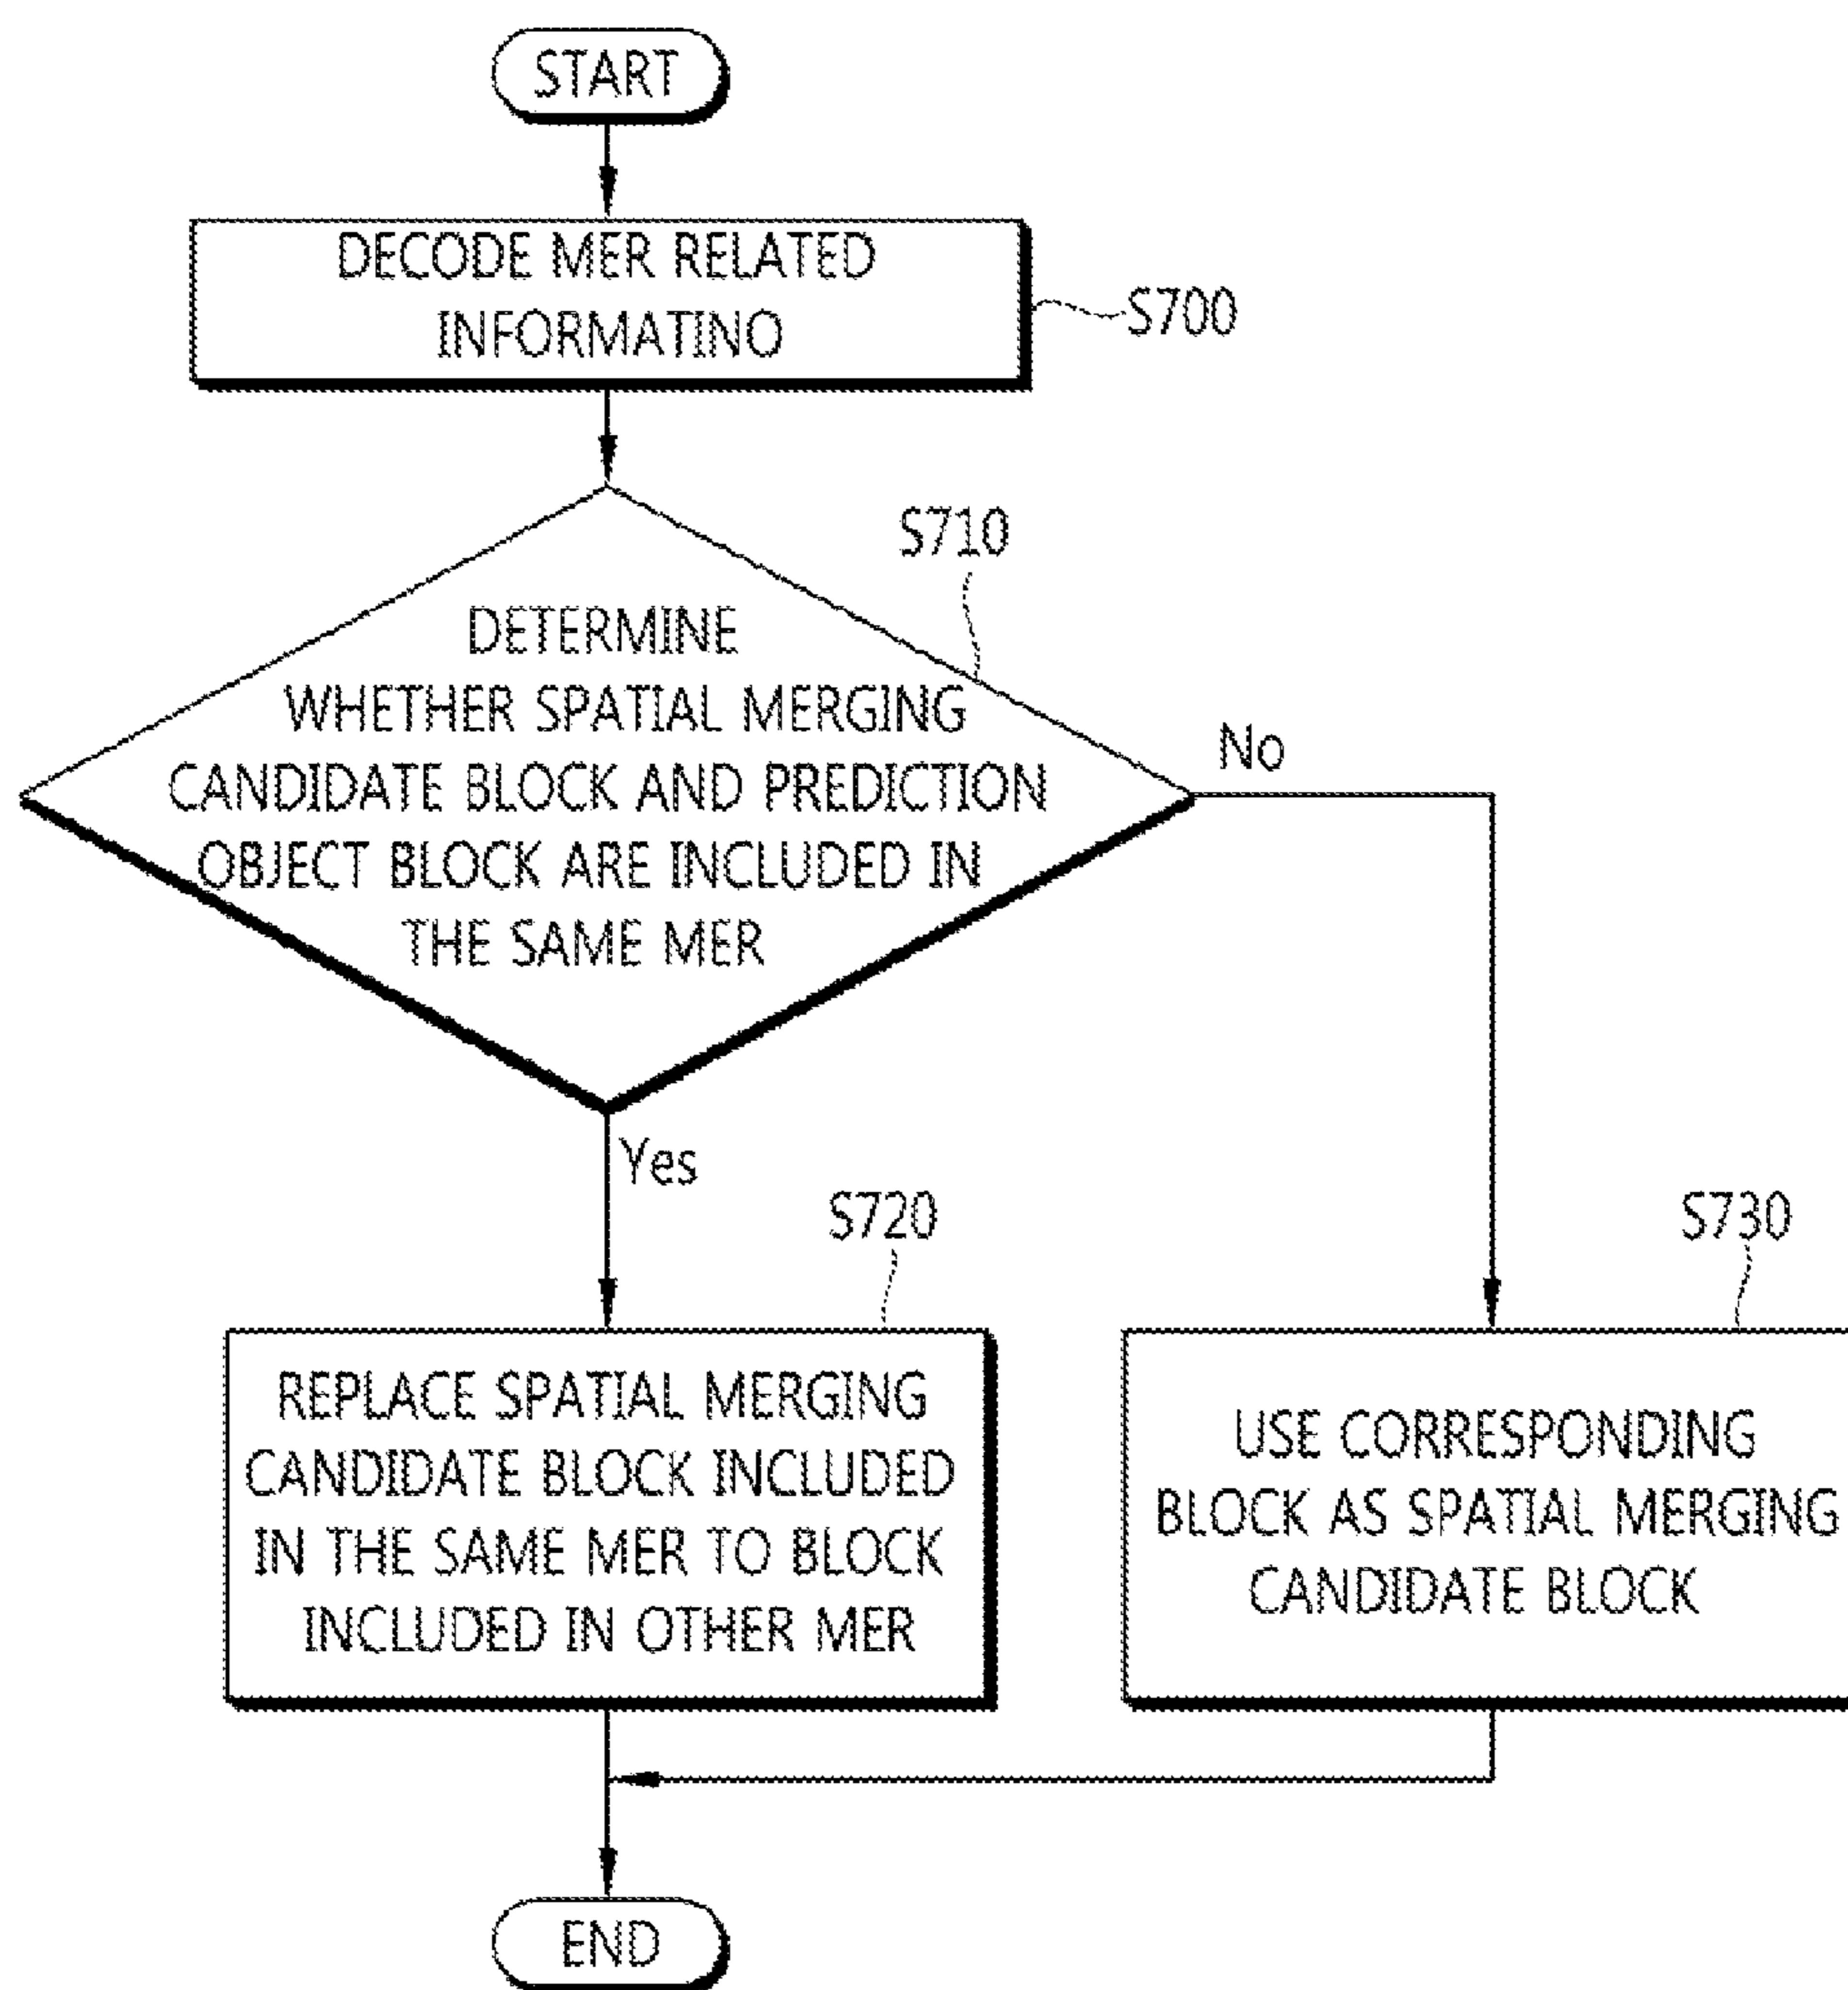 START
DECODE MER RELATED
INFORMATINO
S700
S710
DETERMINE
WHETHER SPATIAL MERGING
CANDIDATE BLOCK AND PREDICTION
OBJECT BLOCK ARE INCLUDED IN
THE SAME MER
No
Yes
S720
REPLACE SPATIAL MERGING
CANDIDATE BLOCK INCLUDED
IN THE SAME MER TO BLOCK
INCLUDED IN OTHER MER
S730
USE CORRESPONDING
BLOCK AS SPATIAL MERGING
CANDIDATE BLOCK
END